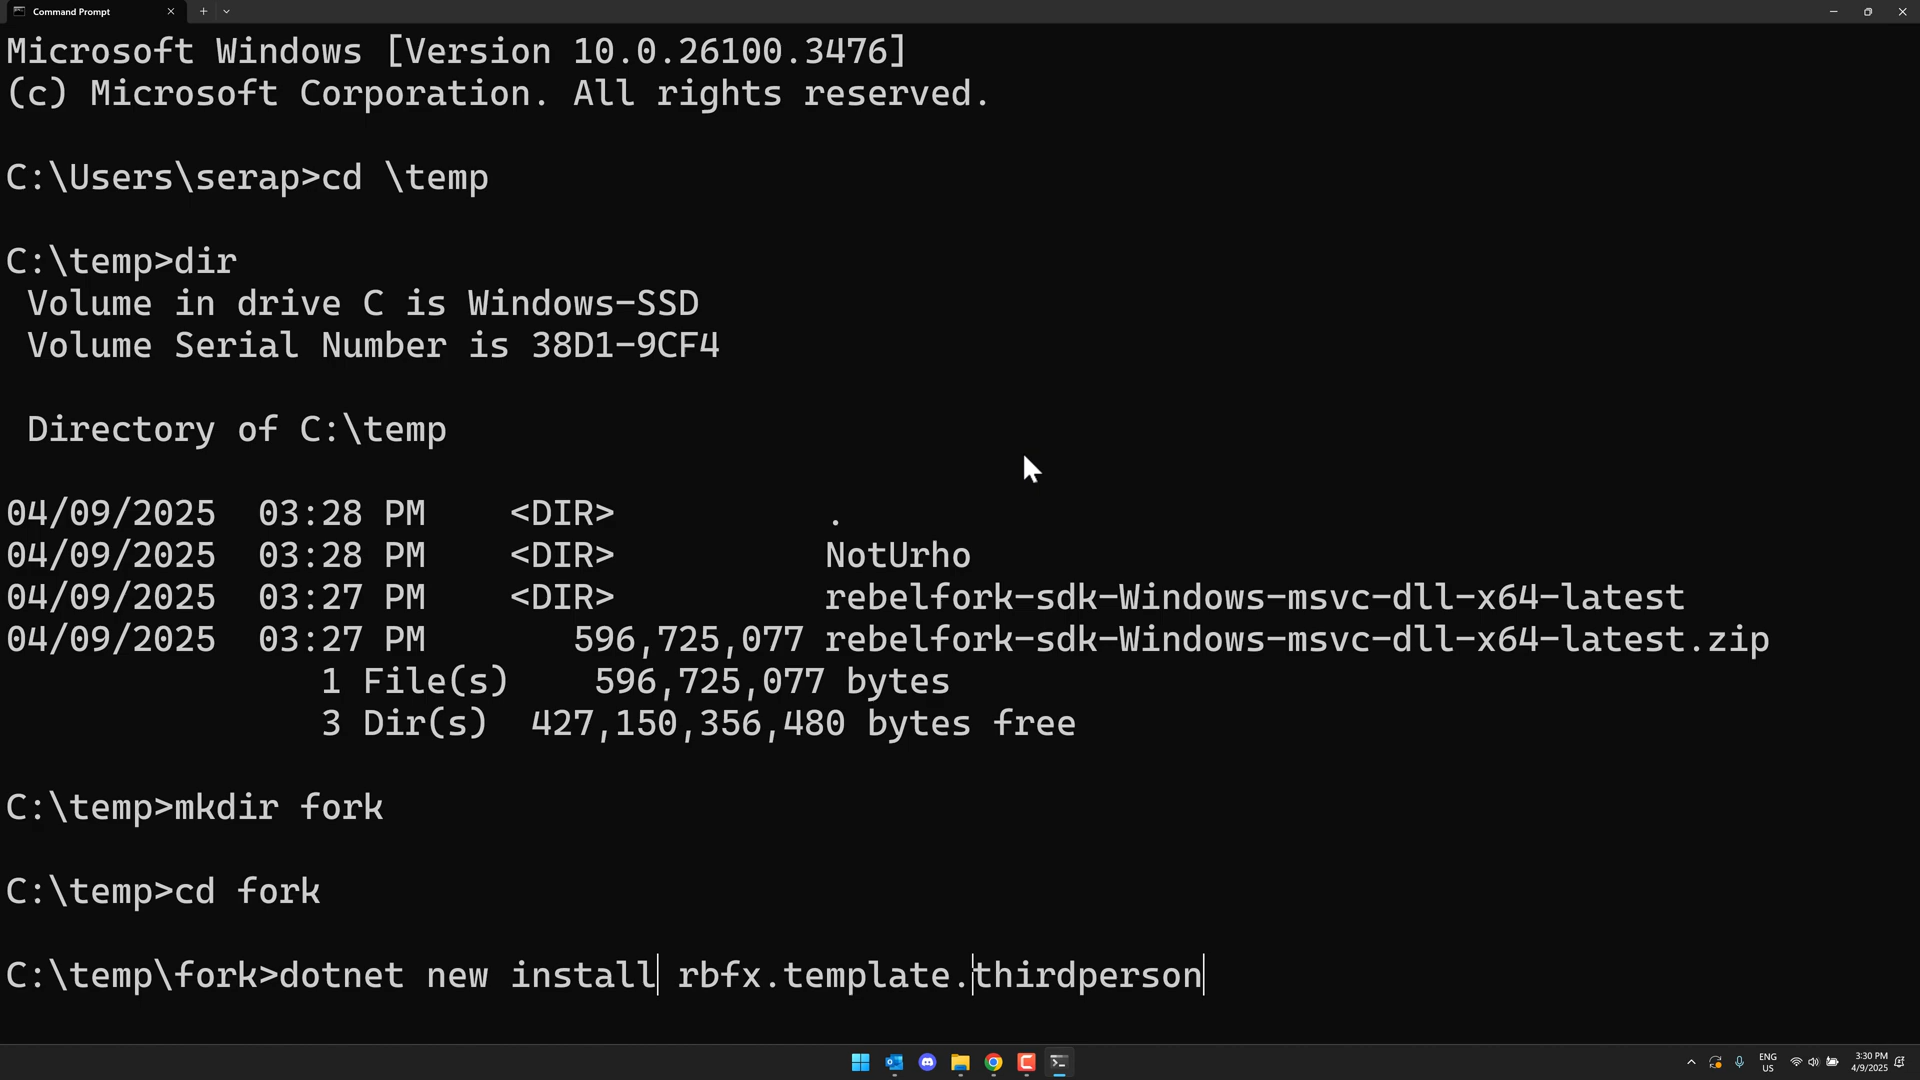 Command Prompt
Microsoft Windows [Version 10.0.26100.3476]
(c) Microsoft Corporation. All rights reserved.
C:\Users\serap>cd \temp
C:\temp>dir
Volume in drive C is Windows-SSD
Volume Serial Number is 38D1-9CF4
Directory of C:\temp
04/09/2025  03:28 PM    <DIR>          .
04/09/2025  03:28 PM    <DIR>          NotUrho
04/09/2025  03:27 PM    <DIR>          rebelfork-sdk-Windows-msvc-dll-x64-latest
04/09/2025  03:27 PM       596,725,077 rebelfork-sdk-Windows-msvc-dll-x64-latest.zip
1 File(s)    596,725,077 bytes
3 Dir(s)  427,150,356,480 bytes free
C:\temp>mkdir fork
C:\temp>cd fork
C:\temp\fork>dotnet new install rbfx.template.thirdperson
ENG
US
3:30 PM
4/9/2025